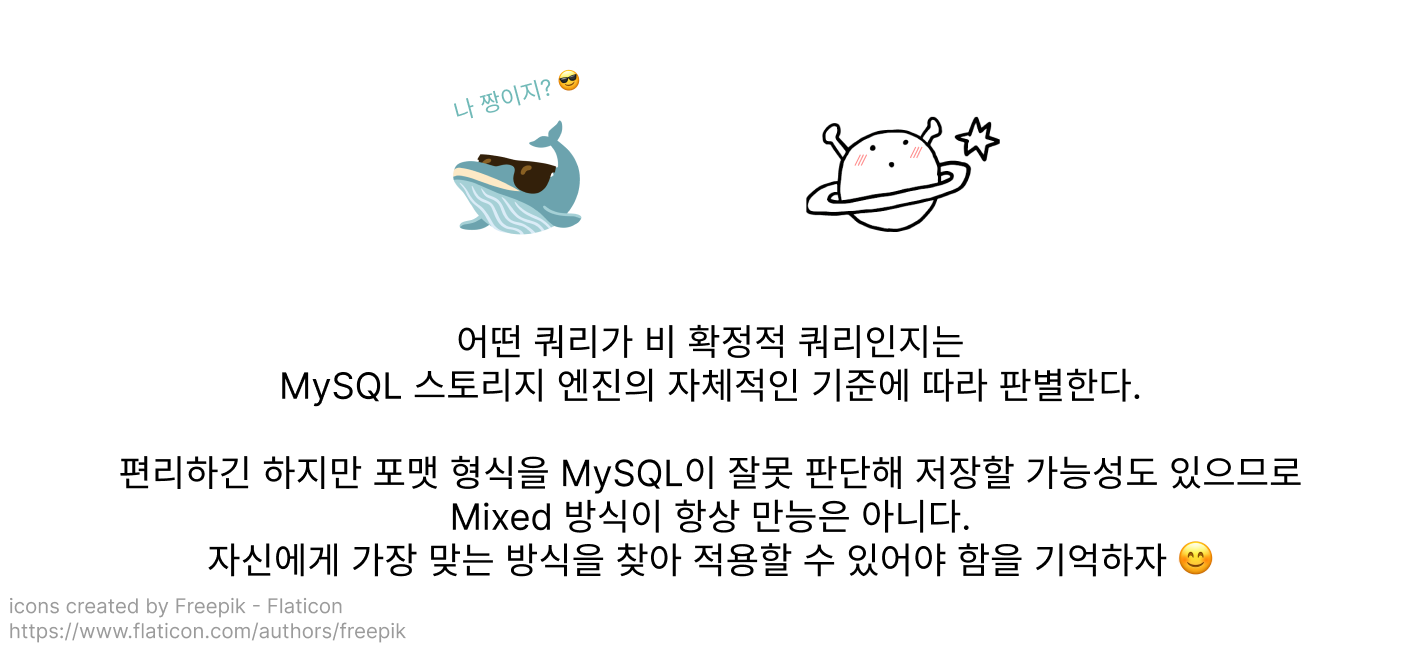 나 짱이지? 😎
어떤 쿼리가 비 확정적 쿼리인지는
MySQL 스토리지 엔진의 자체적인 기준에 따라 판별한다.
편리하긴 하지만 포맷 형식을 MySQL이 잘못 판단해 저장할 가능성도 있으므로
Mixed 방식이 항상 만능은 아니다.
자신에게 가장 맞는 방식을 찾아 적용할 수 있어야 함을 기억하자 😊
icons created by Freepik - Flaticon
https://www.flaticon.com/authors/freepik